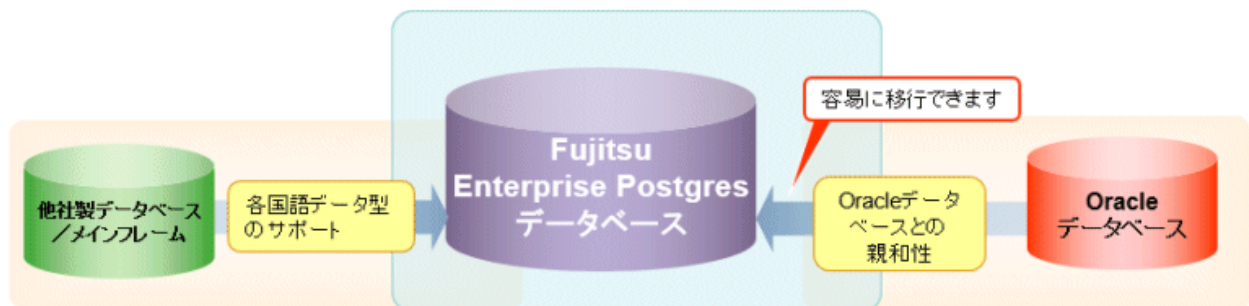 他社製データベース
／メインフレーム
各国語データ型
のサポート
Fujitsu
Enterprise Postgres
データベース
容易に移行できます
Oracleデータ
ベースとの
親和性
Oracle
データベース